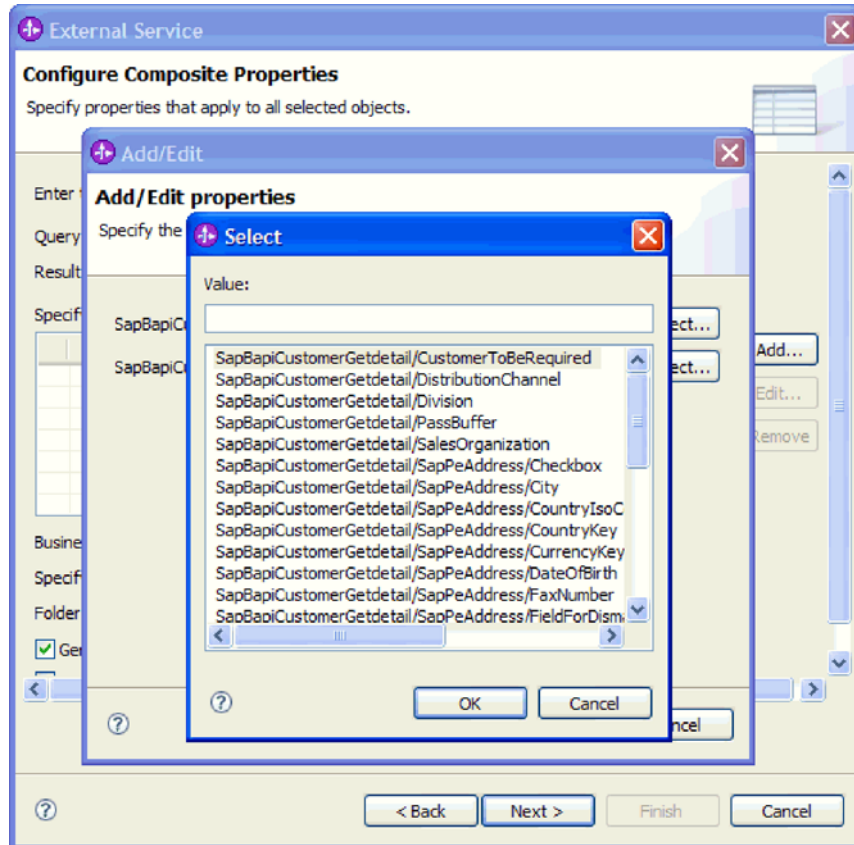 External Service
Configure Composite Properties
Specify properties that apply to all selected objects.
Add/Edit
Enter
Add/Edit properties
Query
Specify the
Select
Result
Value:
Specif
SapBapiCu
ect...
Add...
SapBapiCu
ect...
Edit...
Remove
SapBapiCustomerGetdetail/CustomerToBeRequired
SapBapiCustomerGetdetail/DistributionChannel
SapBapiCustomerGetdetail/Division
SapBapiCustomerGetdetail/PassBuffer
SapBapiCustomerGetdetail/SalesOrganization
SapBapiCustomerGetdetail/SapPeAddress/Checkbox
SapBapiCustomerGetdetail/SapPeAddress/City
SapBapiCustomerGetdetail/SapPeAddress/CountryIsoC
SapBapiCustomerGetdetail/SapPeAddress/CountryKey
SapBapiCustomerGetdetail/SapPeAddress/CurrencyKey
SapBapiCustomerGetdetail/SapPeAddress/DateOfBirth
SapBapiCustomerGetdetail/SapPeAddress/FaxNumber
SapBapiCustomerGetdetail/SapPeAddress/FieldForDism
Busine
Specif
Folder
Ger
OK
Cancel
ncel
< Back
Next >
Finish
Cancel